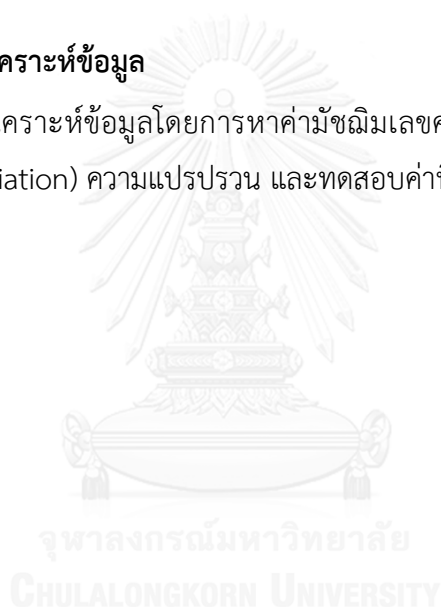 คราะห์ข้อมูล
เคราะห์ข้อมูลโดยการหาค่ามัชฌิมเลขค
iation) ความแปรปรวน และทดสอบค่าที
จุฬาลงกรณ์มหาวิทยาลัย
CHULALONGKORN UNIVERSITY